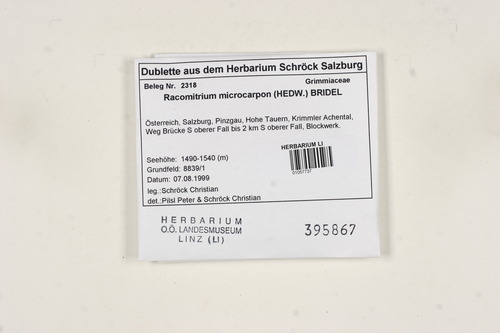 Dublette aus dem Herbarium Schröck Salzburg
Beleg Nr. 2318 Grimmiaceae
Racomitrium microcarpon (HEDW.) BRIDEL
Österreich, Salzburg, Pinzgau, Hohe Tauern, Krimmler Achental,
Weg Brücke S oberer Fall bis 2 km S oberer Fall, Blockwerk.
HERBARIUM LI
01057737
Seehöhe: 1490-1540 (m)
Grundfeld: 8839/1
Datum: 07.08.1999
leg.:Schröck Christian
det.:Pilsl Peter & Schröck Christian
HERBARIUM
O.Ö. LANDESMUSEUM
LINZ (LI)
395867